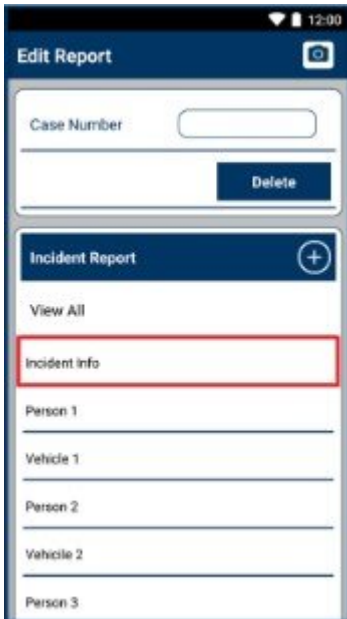 12:00
Edit Report
Case Number
Delete
Incident Report
View All
Incident Info
Person 1
Vehicle 1
Person 2
Vehicile 2
Person 3